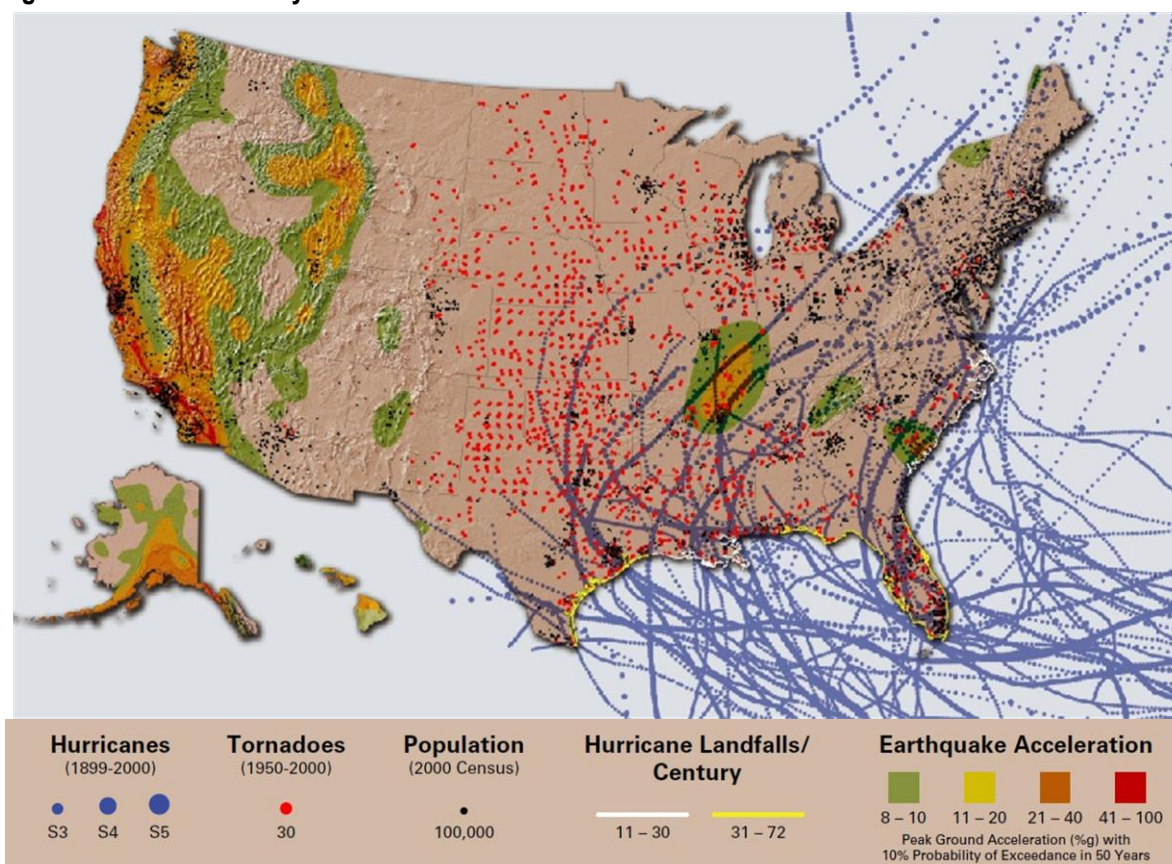 Hurricanes
(1899-2000)
S3 S4 S5
Tornadoes
(1950-2000)
30
Population
(2000 Census)
100,000
Hurricane Landfalls/
Century
11 – 30 31 – 72
Earthquake Acceleration
8 – 10 11 – 20 21 – 40 41 – 100
Peak Ground Acceleration (%g) with
10% Probability of Exceedance in 50 Years